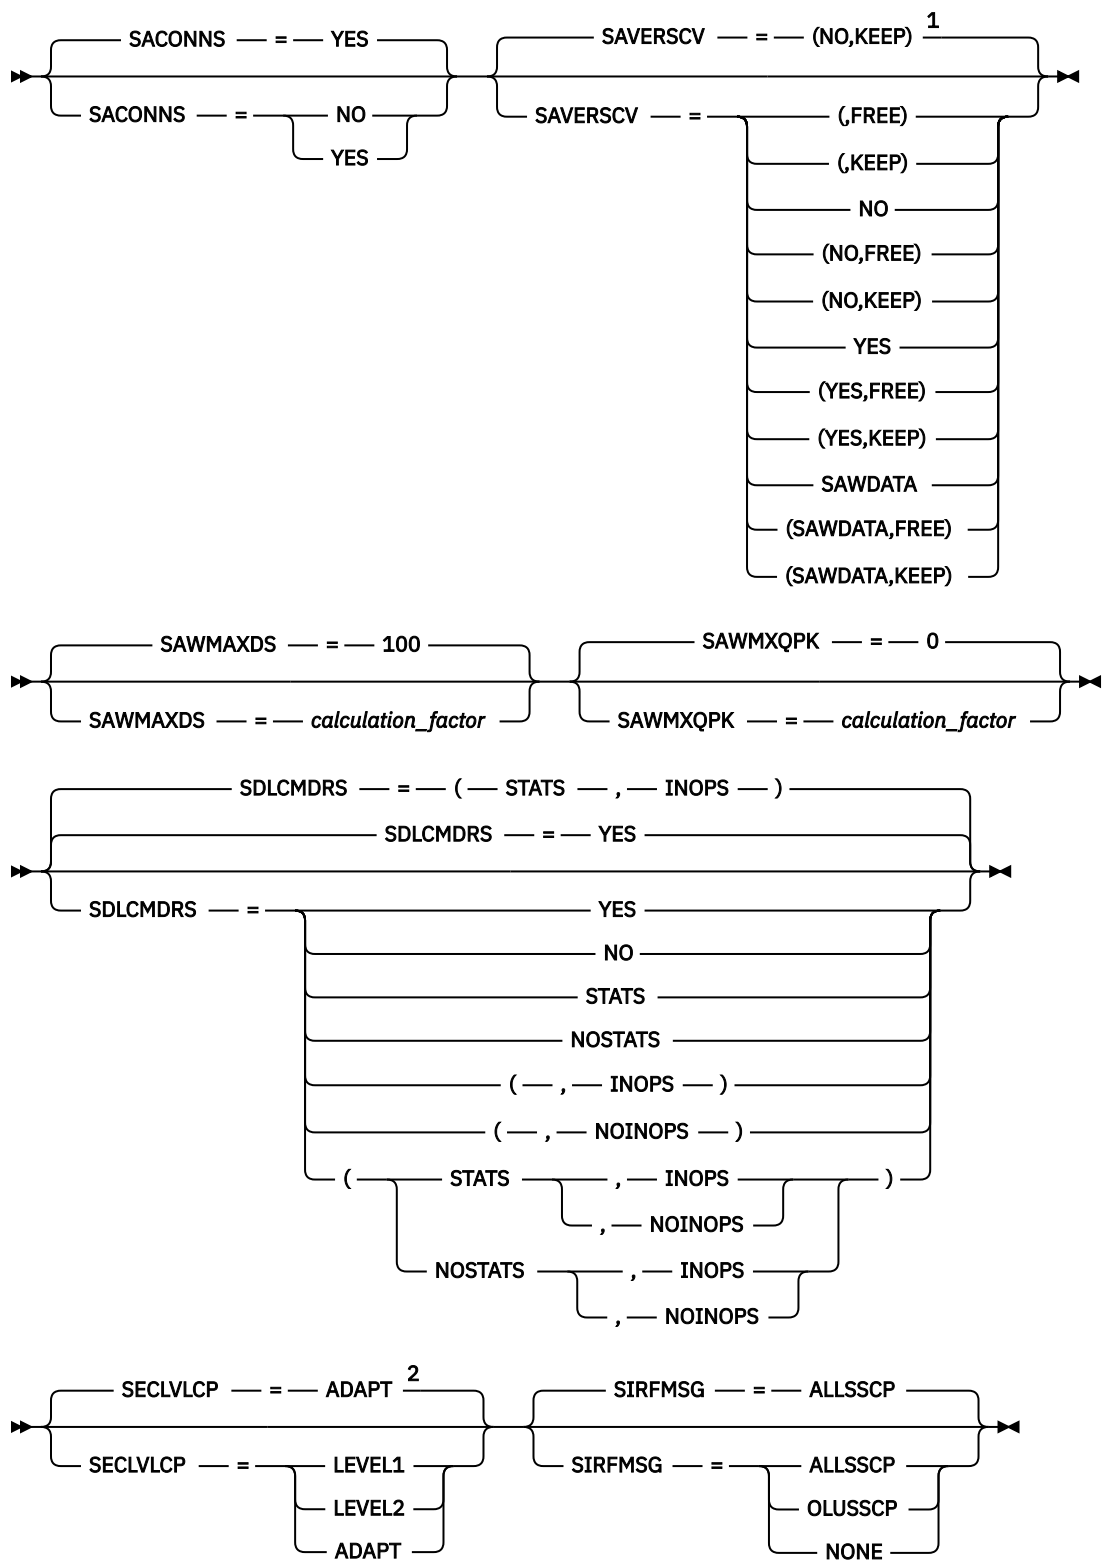 SACONNS = YES
SACONNS = NO
YES
SAVERSCV = (NO,KEEP) 1
SAVERSCV = (,FREE)
(,KEEP)
NO
(NO,FREE)
(NO,KEEP)
YES
(YES,FREE)
(YES,KEEP)
SAWDATA
(SAWDATA,FREE)
(SAWDATA,KEEP)
SAWMAXDS = 100
SAWMAXDS = calculation_factor
SAWMXQPK = 0
SAWMXQPK = calculation_factor
SDLCMDRS = ( STATS , INOPS )
SDLCMDRS = YES
SDLCMDRS = YES
NO
STATS
NOSTATS
( , INOPS )
( , NOINOPS )
( STATS , INOPS )
, NOINOPS
NOSTATS , INOPS
, NOINOPS
SECLVLCP = ADAPT 2
SECLVLCP = LEVEL1
LEVEL2
ADAPT
SIRFMSG = ALLSSCP
SIRFMSG = ALLSSCP
OLUSSCP
NONE